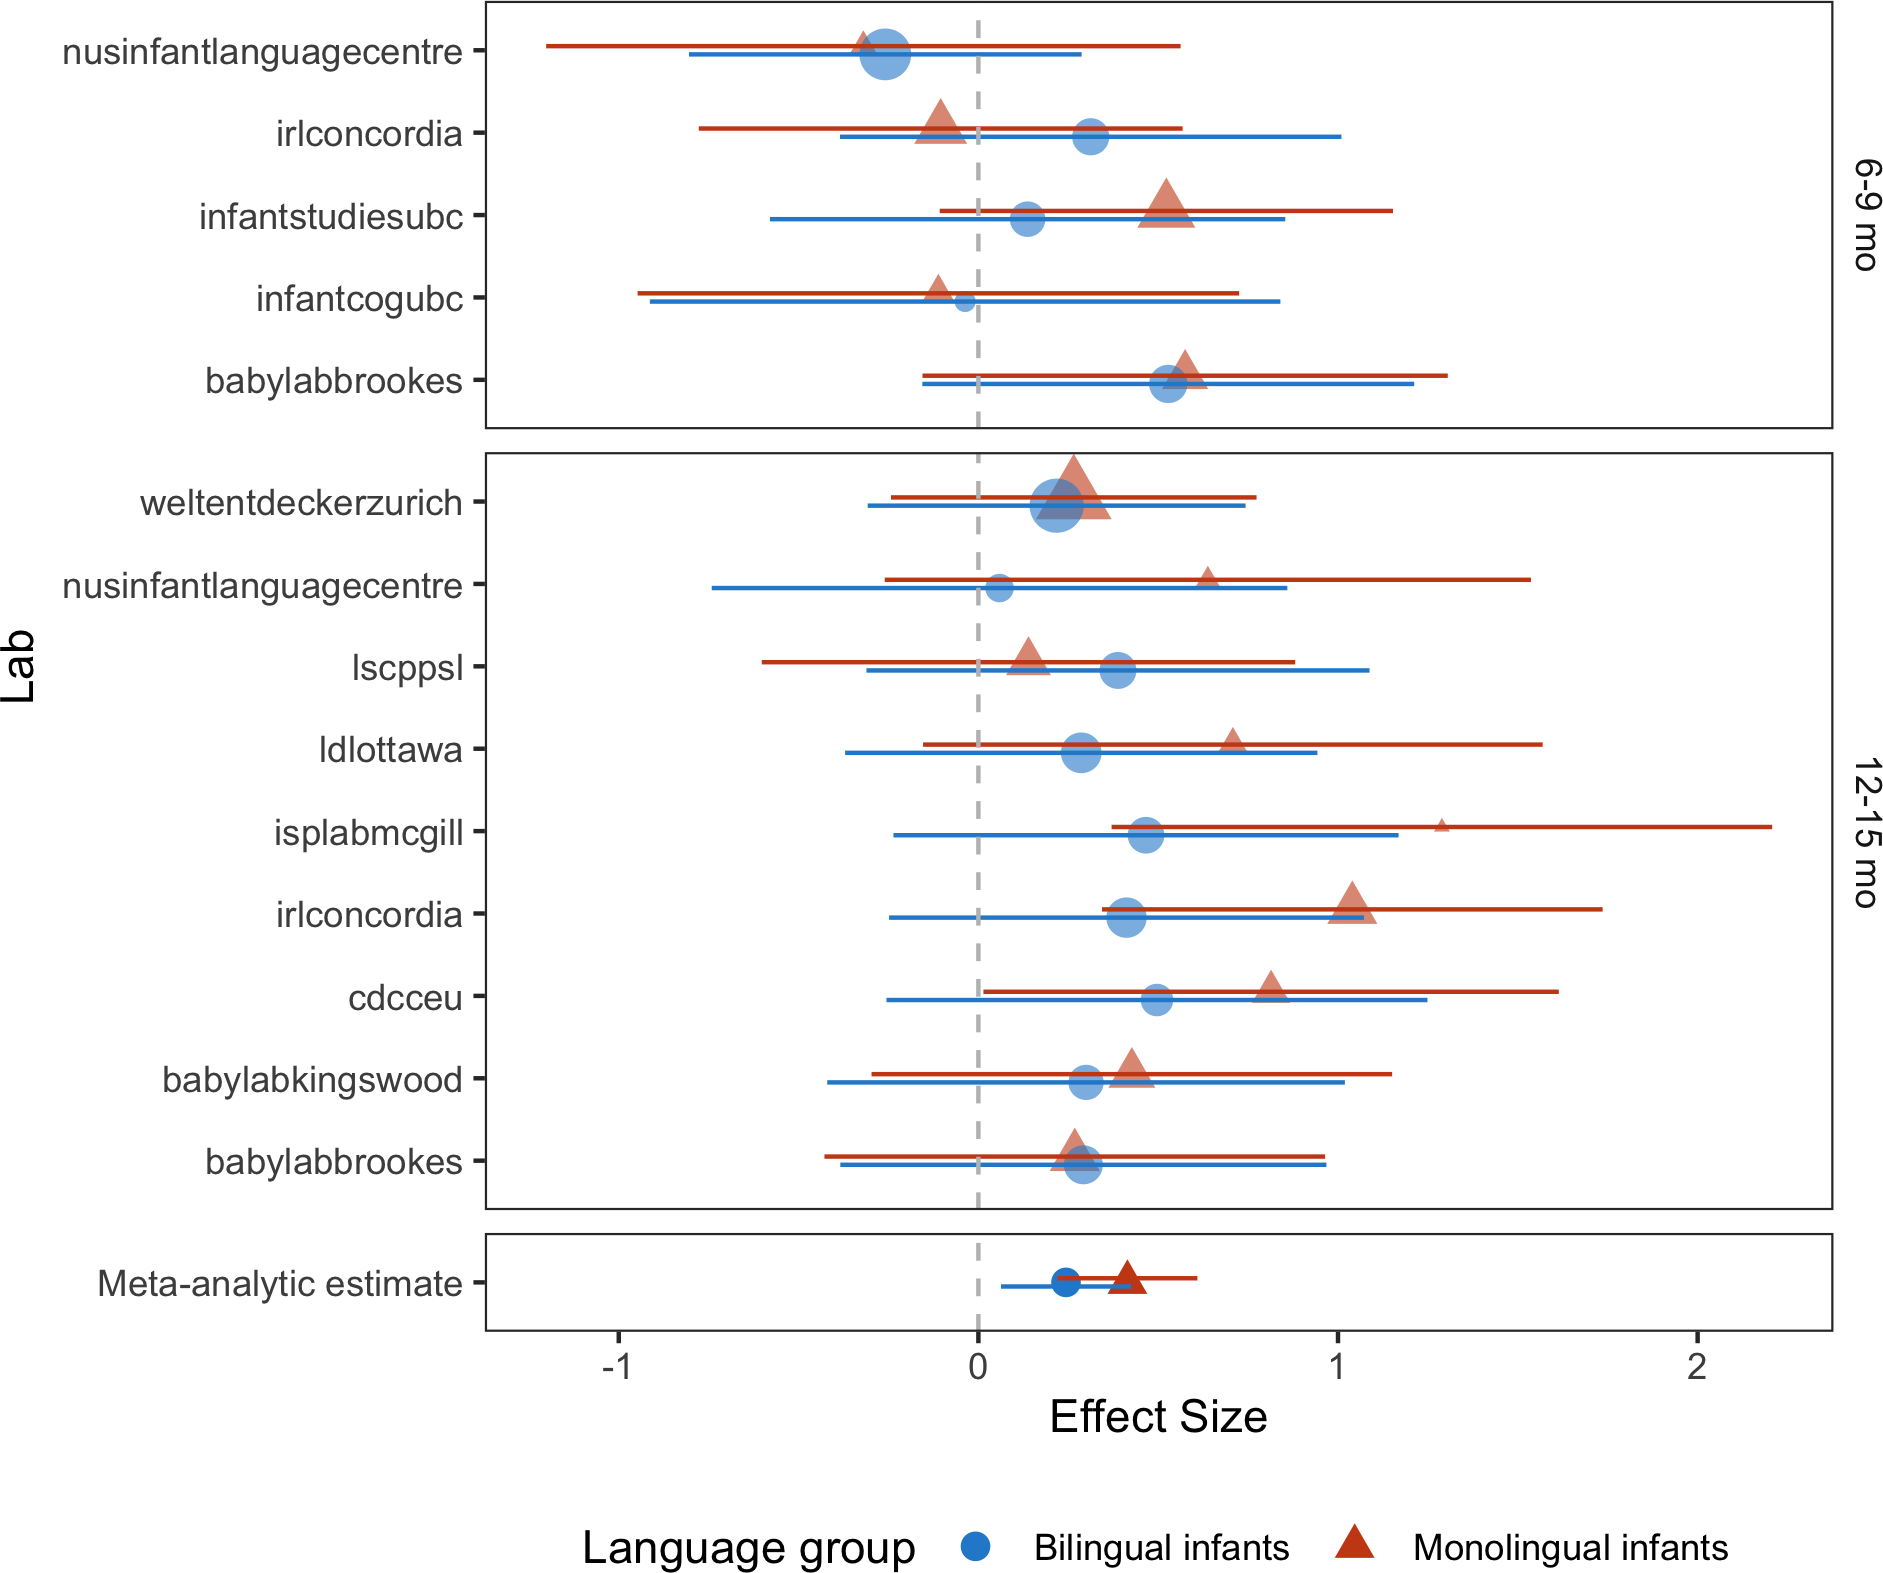 nusinfantlanguagecentre
irlconcordia
infantstudiesubc
infantcogubc
babylabbrookes
6-9 mo
weltentdeckerzurich
nusinfantlanguagecentre
lscppsl
ldlottawa
isplabmcgill
irlconcordia
cdcceu
babylabkingswood
babylabbrookes
12-15 mo
Lab
Meta-analytic estimate
-1 0 1 2
Effect Size
Language group Bilingual infants Monolingual infants